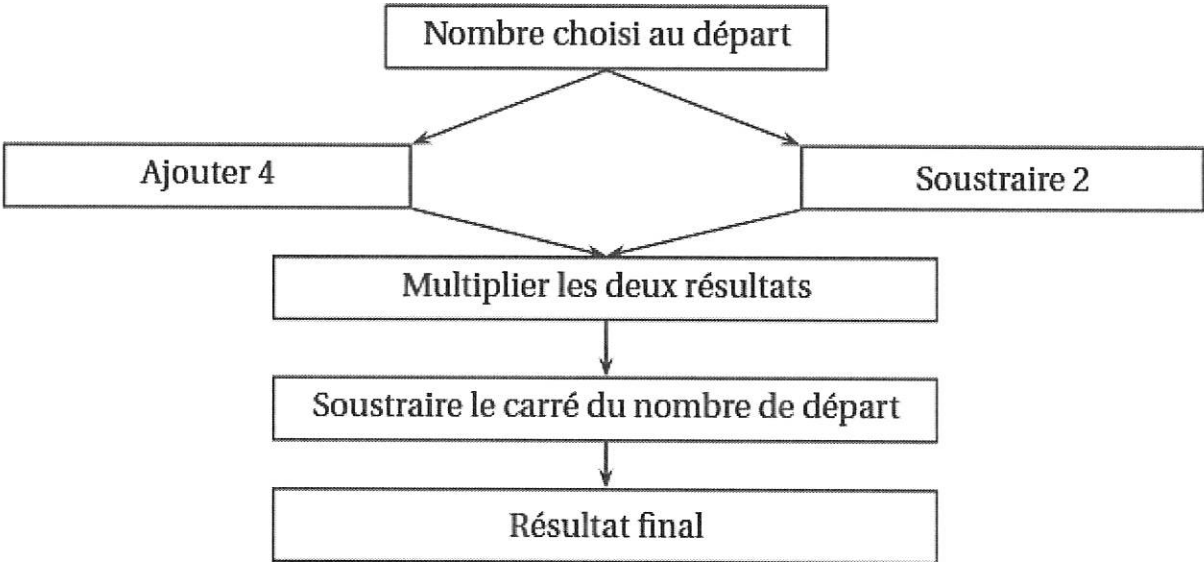 Nombre choisi au départ
Ajouter 4
Soustraire 2
Multiplier les deux résultats
Soustraire le carré du nombre de départ
Résultat final